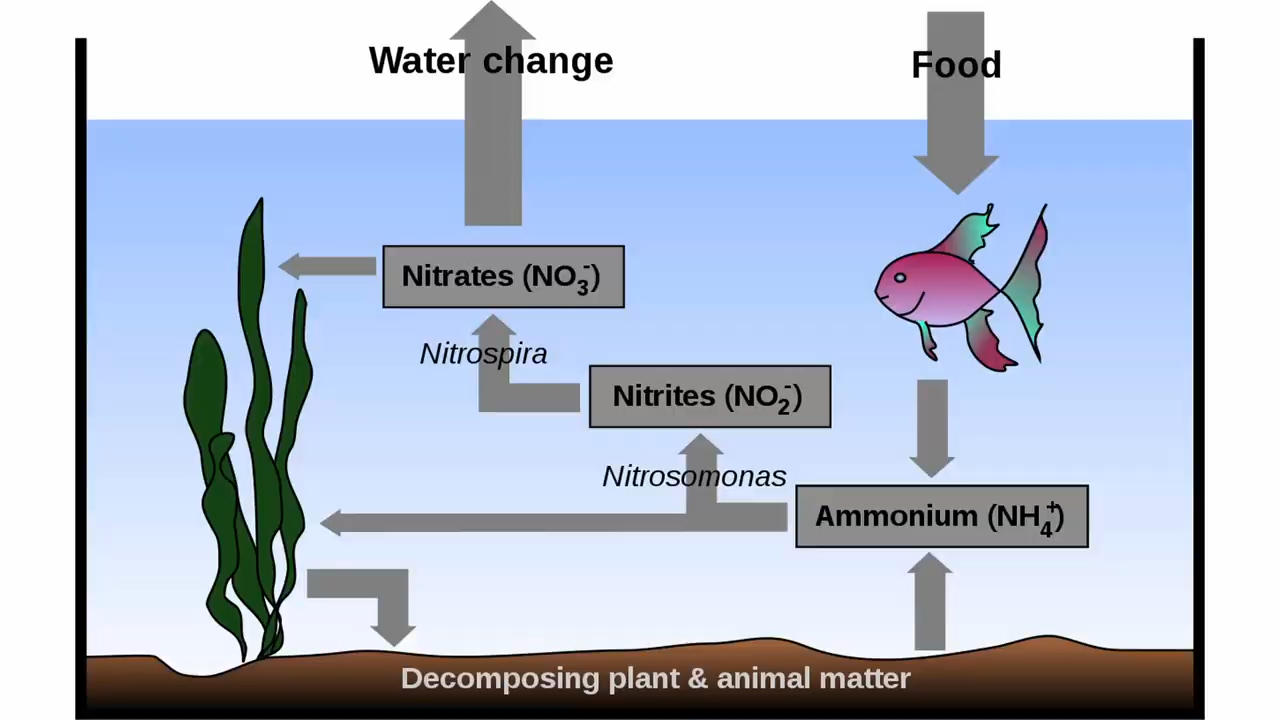 Water change
Food
Nitrates (NO₃⁻)
Nitrospira
Nitrites (NO₂⁻)
Nitrosomonas
Ammonium (NH₄⁺)
Decomposing plant & animal matter